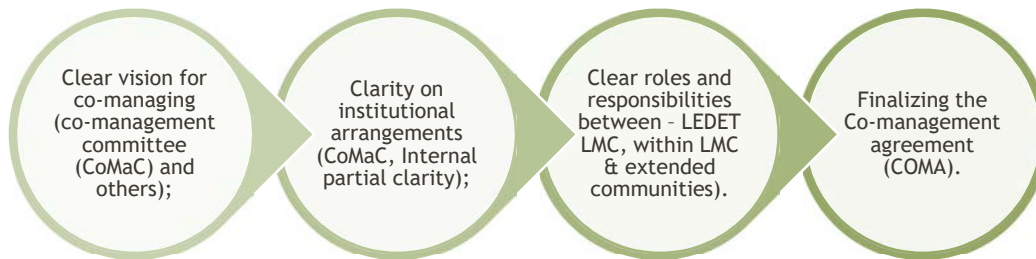 Clear vision for
co-managing
(co-management
committee
(CoMaC) and
others);
Clarity on
institutional
arrangements
(CoMaC, Internal
partial clarity);
Clear roles and
responsibilities
between – LEDET
LMC, within LMC
& extended
communities).
Finalizing the
Co-management
agreement
(COMA).